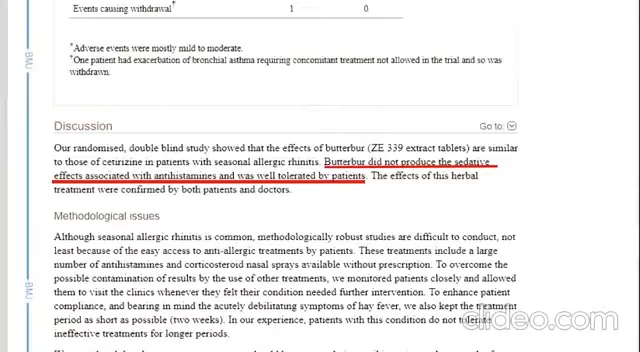 Events causing withdrawal† 1 0
*Adverse events were mostly mild to moderate.
†One patient had exacerbation of bronchial asthma requiring concomitant treatment not allowed in the trial and so was
withdrawn.
BMJ
Discussion Go to:
Our randomised, double blind study showed that the effects of butterbur (ZE 339 extract tablets) are similar
to those of cetirizine in patients with seasonal allergic rhinitis. Butterbur did not produce the sedative
effects associated with antihistamines and was well tolerated by patients. The effects of this herbal
treatment were confirmed by both patients and doctors.
Methodological issues
Although seasonal allergic rhinitis is common, methodologically robust studies are difficult to conduct, not
least because of the easy access to anti-allergic treatments by patients. These treatments include a large
number of antihistamines and corticosteroid nasal sprays available without prescription. To overcome the
possible contamination of results by the use of other treatments, we monitored patients closely and allowed
them to visit the clinics whenever they felt their condition needed further intervention. To enhance patient
BMJ
compliance, and bearing in mind the acutely debilitating symptoms of hay fever, we also kept the treatment
period as short as possible (two weeks). In our experience, patients with this condition do not tolerate
ineffective treatments for longer periods.
clideo.com